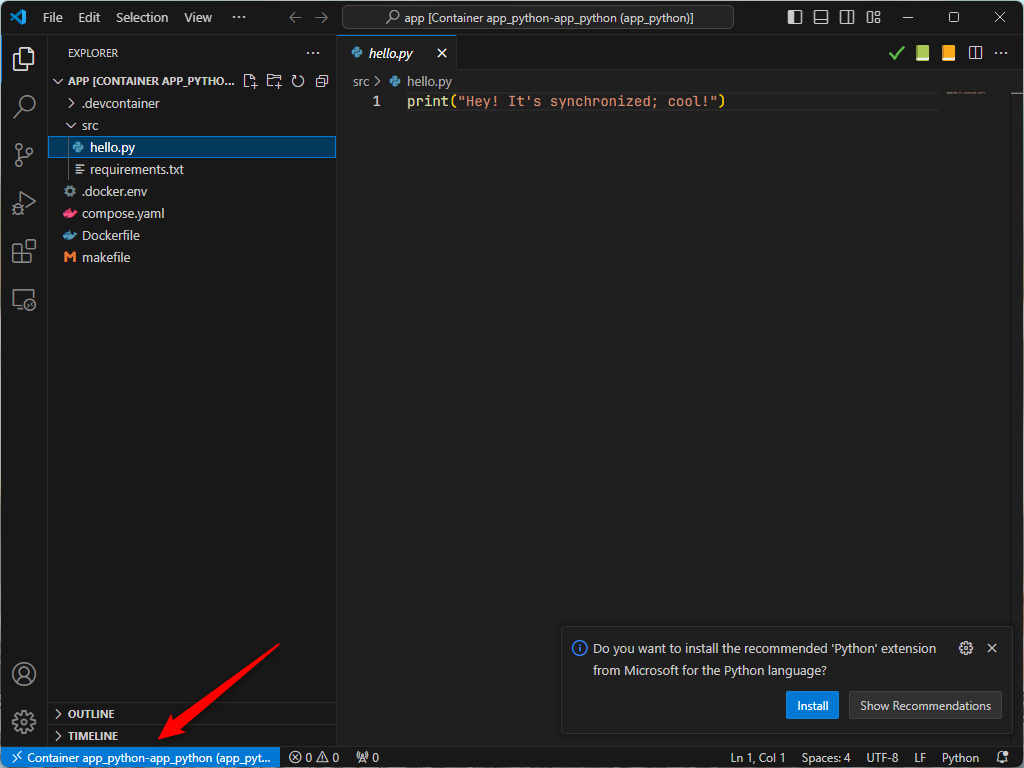 File Edit Selection View ··· app [Container app_python-app_python (app_python)]
EXPLORER ···
APP [CONTAINER APP_PYTHO...
.devcontainer
src
hello.py
requirements.txt
.docker.env
compose.yaml
Dockerfile
M makefile
OUTLINE
TIMELINE
hello.py
src > hello.py
1 print("Hey! It's synchronized; cool!")
Do you want to install the recommended 'Python' extension
from Microsoft for the Python language?
Install Show Recommendations
Container app_python-app_python (app_pyt... 0 0 0 Ln 1, Col 1 Spaces: 4 UTF-8 LF Python